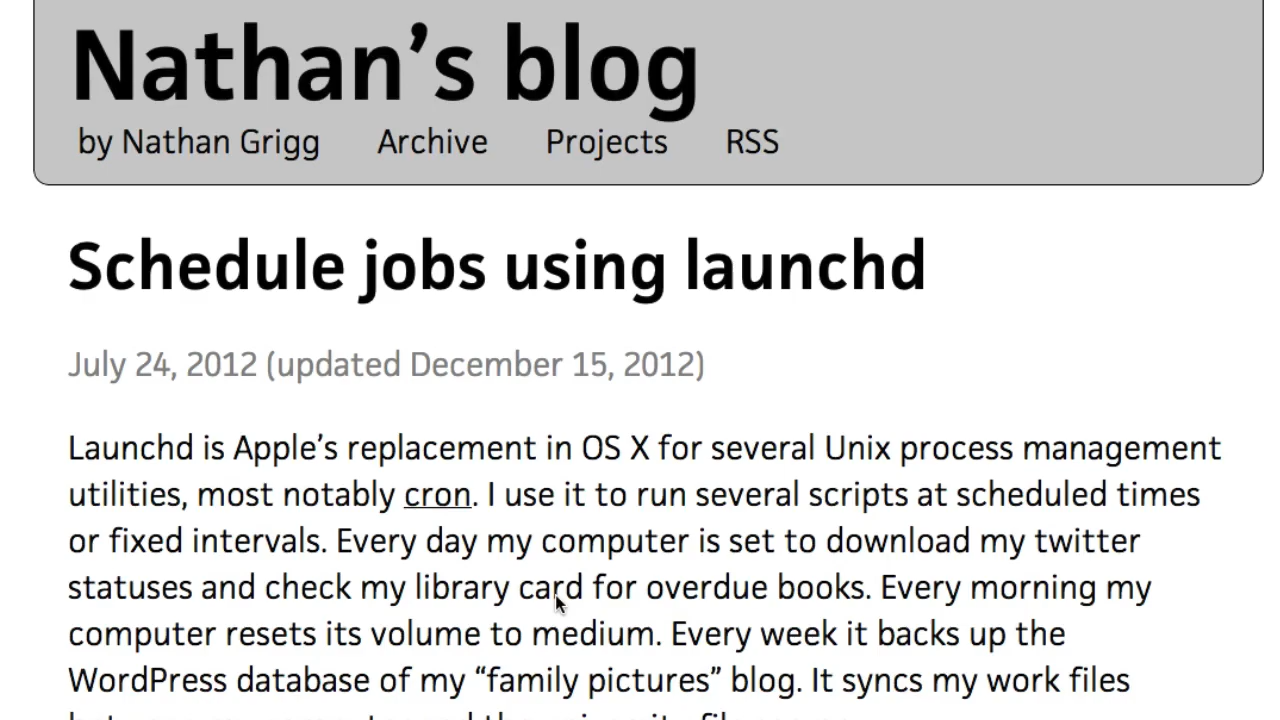 Nathan’s blog
by Nathan Grigg Archive Projects RSS
Schedule jobs using launchd
July 24, 2012 (updated December 15, 2012)
Launchd is Apple’s replacement in OS X for several Unix process management
utilities, most notably cron. I use it to run several scripts at scheduled times
or fixed intervals. Every day my computer is set to download my twitter
statuses and check my library card for overdue books. Every morning my
computer resets its volume to medium. Every week it backs up the
WordPress database of my “family pictures” blog. It syncs my work files